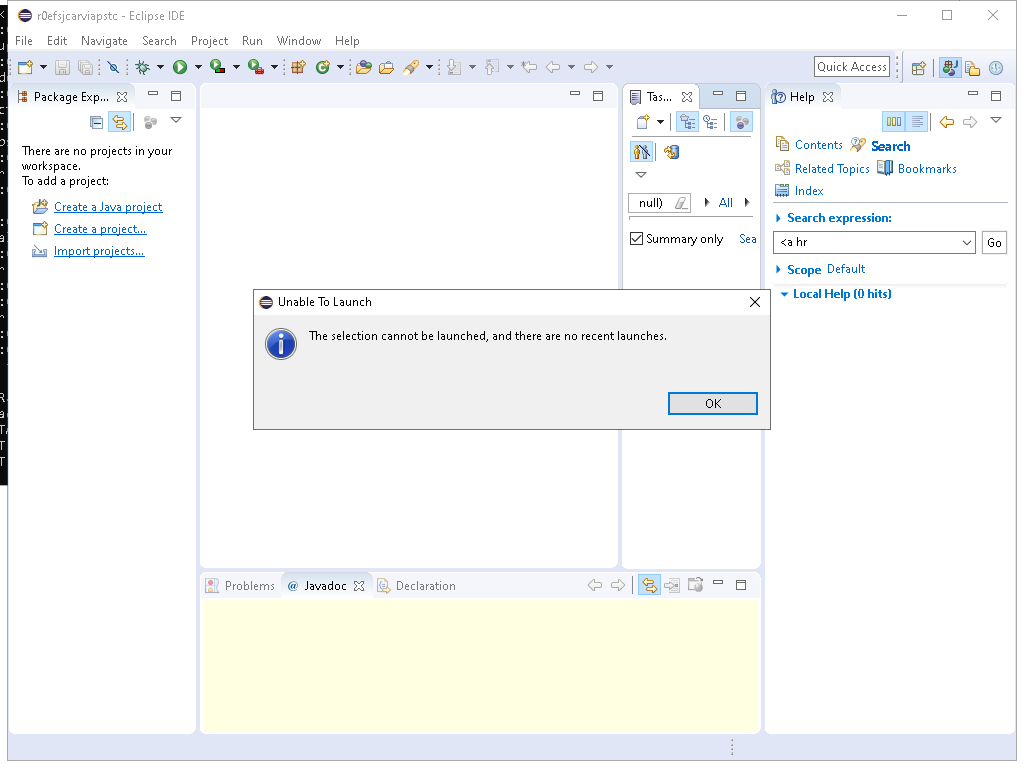 r0efsjcarviapstc - Eclipse IDE
File Edit Navigate Search Project Run Window Help
Quick Access
Package Exp...
Tas...
Help
There are no projects in your
workspace.
To add a project:
Create a Java project
Create a project...
Import projects...
null)
All
Summary only
Sea
Contents
Search
Related Topics
Bookmarks
Index
Search expression:
<a hr
Go
Scope Default
Local Help (0 hits)
Unable To Launch
The selection cannot be launched, and there are no recent launches.
OK
Problems
@ Javadoc
Declaration